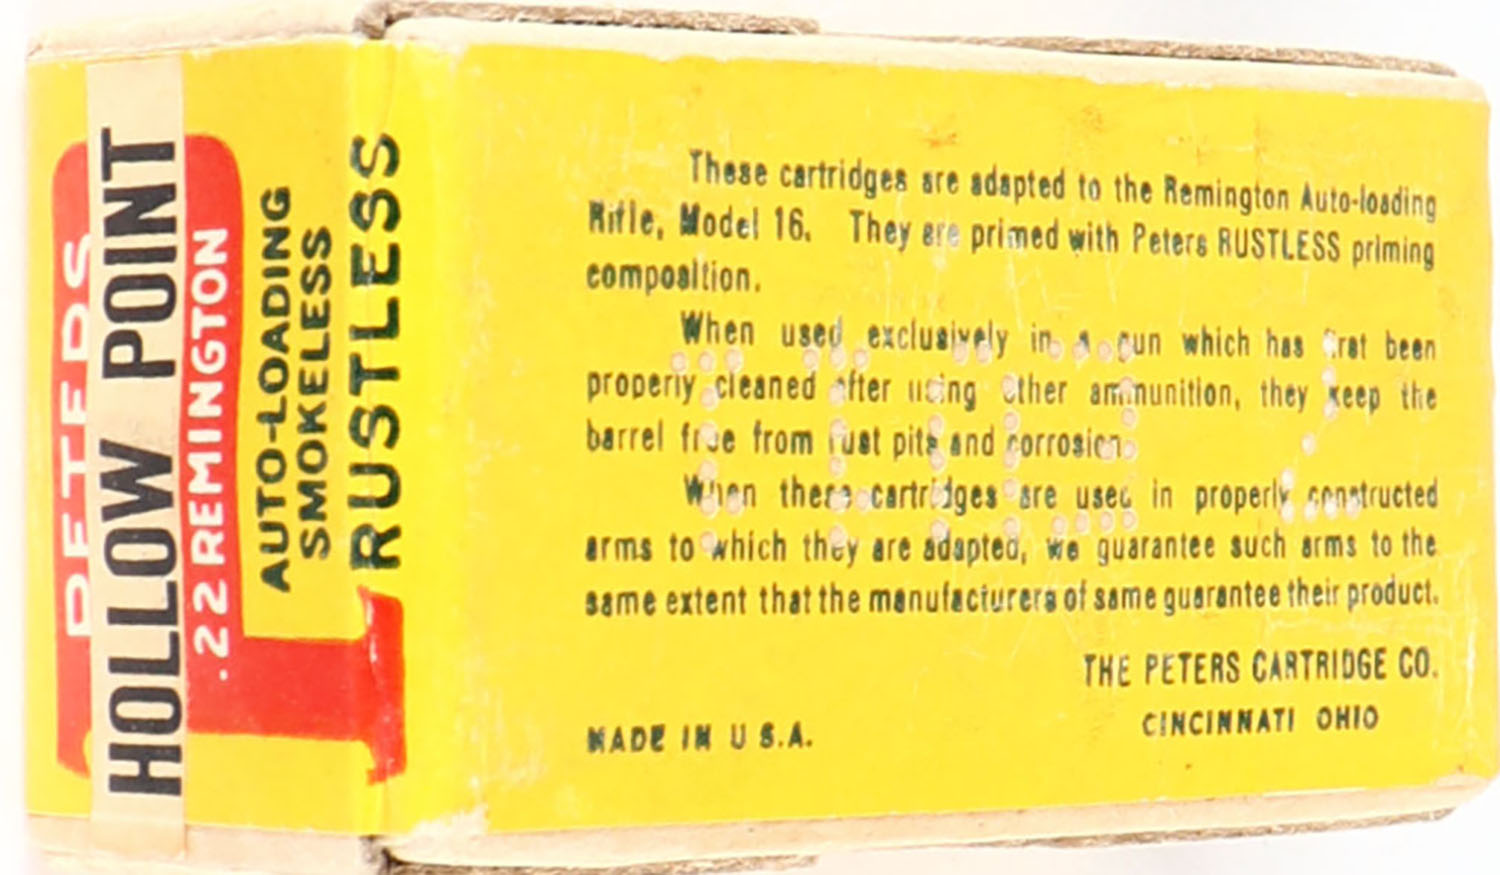 PETERS
HOLLOW POINT
.22 REMINGTON
AUTO-LOADING
SMOKELESS
RUSTLESS
These cartridges are adapted to the Remington Auto-loading
Rifle, Model 16. They are primed with Peters RUSTLESS priming
composition.
When used exclusively in a gun which has first been
properly cleaned after using other ammunition, they keep the
barrel free from rust pits and corrosion.
When these cartridges are used in properly constructed
arms to which they are adapted, we guarantee such arms to the
same extent that the manufacturers of same guarantee their product.
THE PETERS CARTRIDGE CO.
CINCINNATI OHIO
MADE IN U S.A.